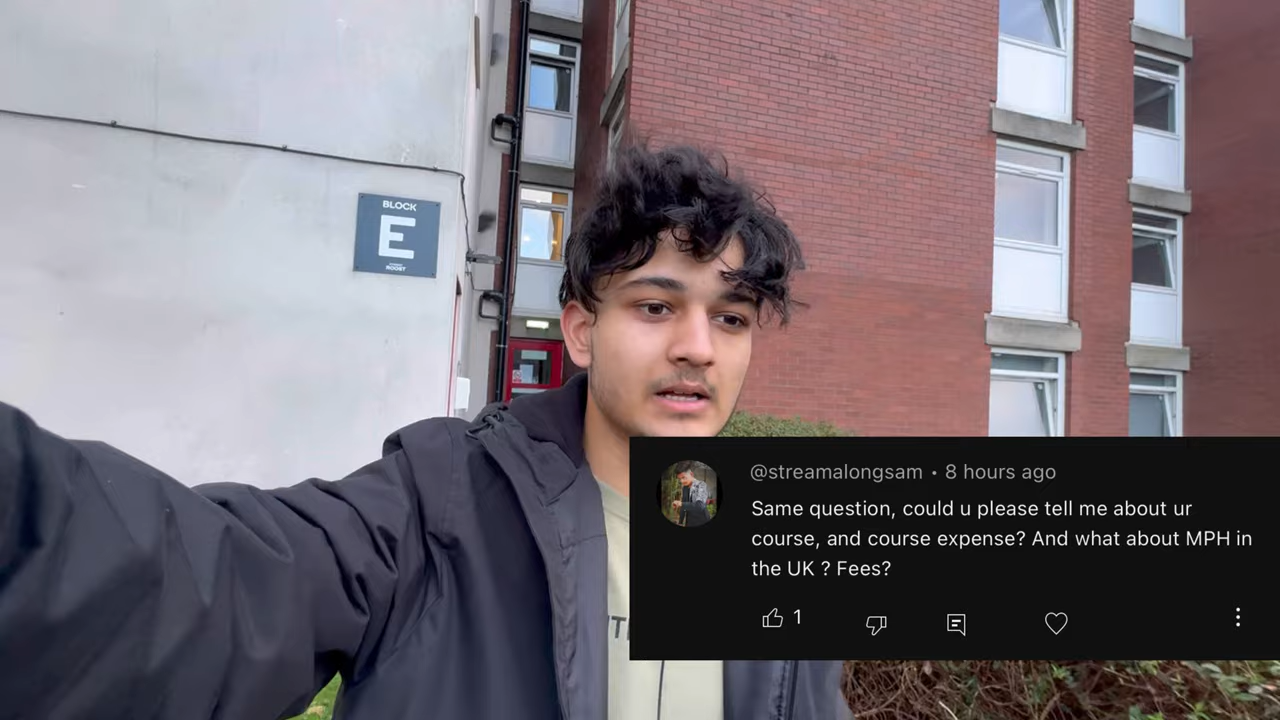 BLOCK
E
ROOST
@streamalongsam • 8 hours ago
Same question, could u please tell me about ur
course, and course expense? And what about MPH in
the UK ? Fees?
1